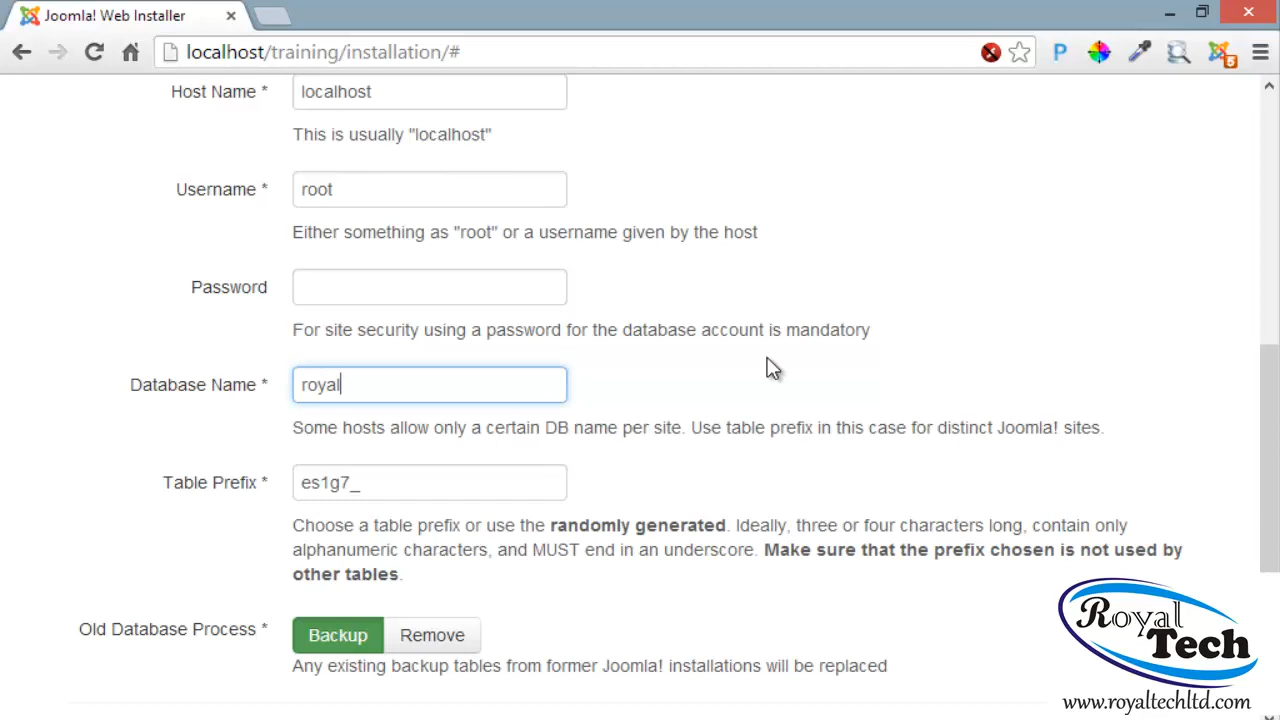 Joomla! Web Installer
localhost/training/installation/#
P
5
Host Name * localhost
This is usually "localhost"
Username * root
Either something as "root" or a username given by the host
Password
For site security using a password for the database account is mandatory
Database Name * royal
Some hosts allow only a certain DB name per site. Use table prefix in this case for distinct Joomla! sites.
Table Prefix * es1g7_
Choose a table prefix or use the randomly generated. Ideally, three or four characters long, contain only
alphanumeric characters, and MUST end in an underscore. Make sure that the prefix chosen is not used by
other tables.
Old Database Process * Backup Remove
Any existing backup tables from former Joomla! installations will be replaced
Royal
Tech
www.royaltechltd.com